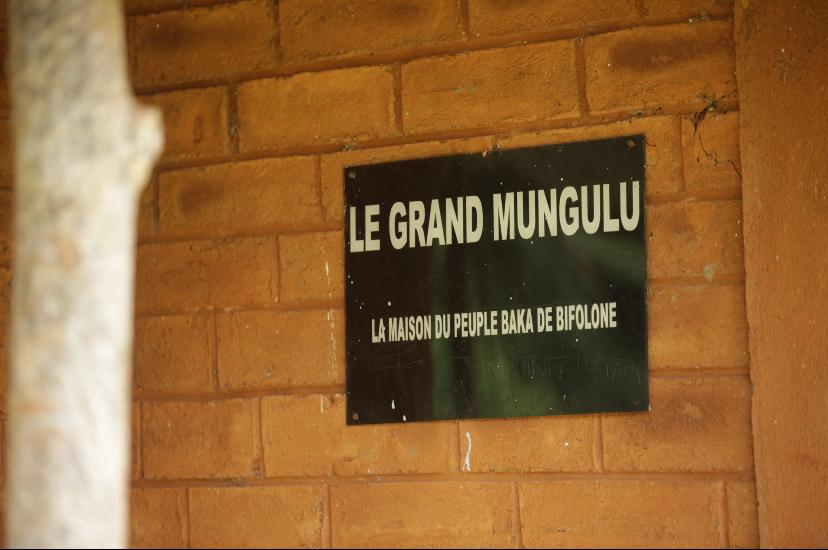 LE GRAND MUNGULU
LA MAISON DU PEUPLE BAKA DE BIFOLONE